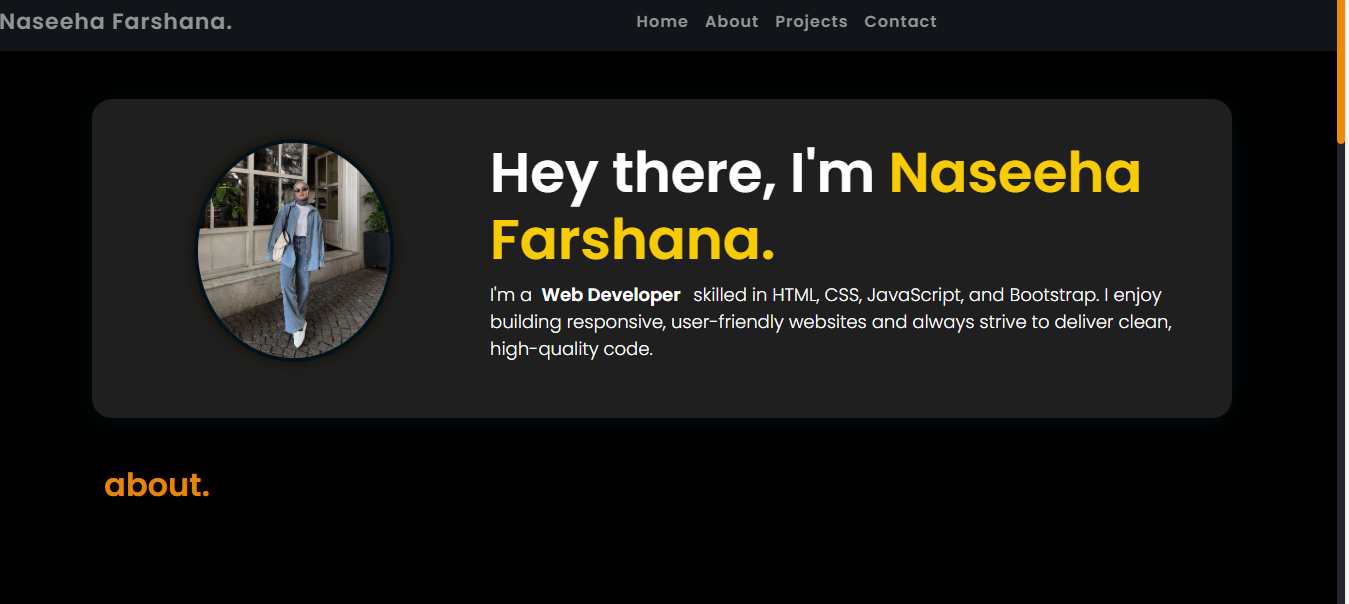 Naseeha Farshana.
Home About Projects Contact
Hey there, I'm Naseeha
Farshana.
I'm a Web Developer skilled in HTML, CSS, JavaScript, and Bootstrap. I enjoy
building responsive, user-friendly websites and always strive to deliver clean,
high-quality code.
about.